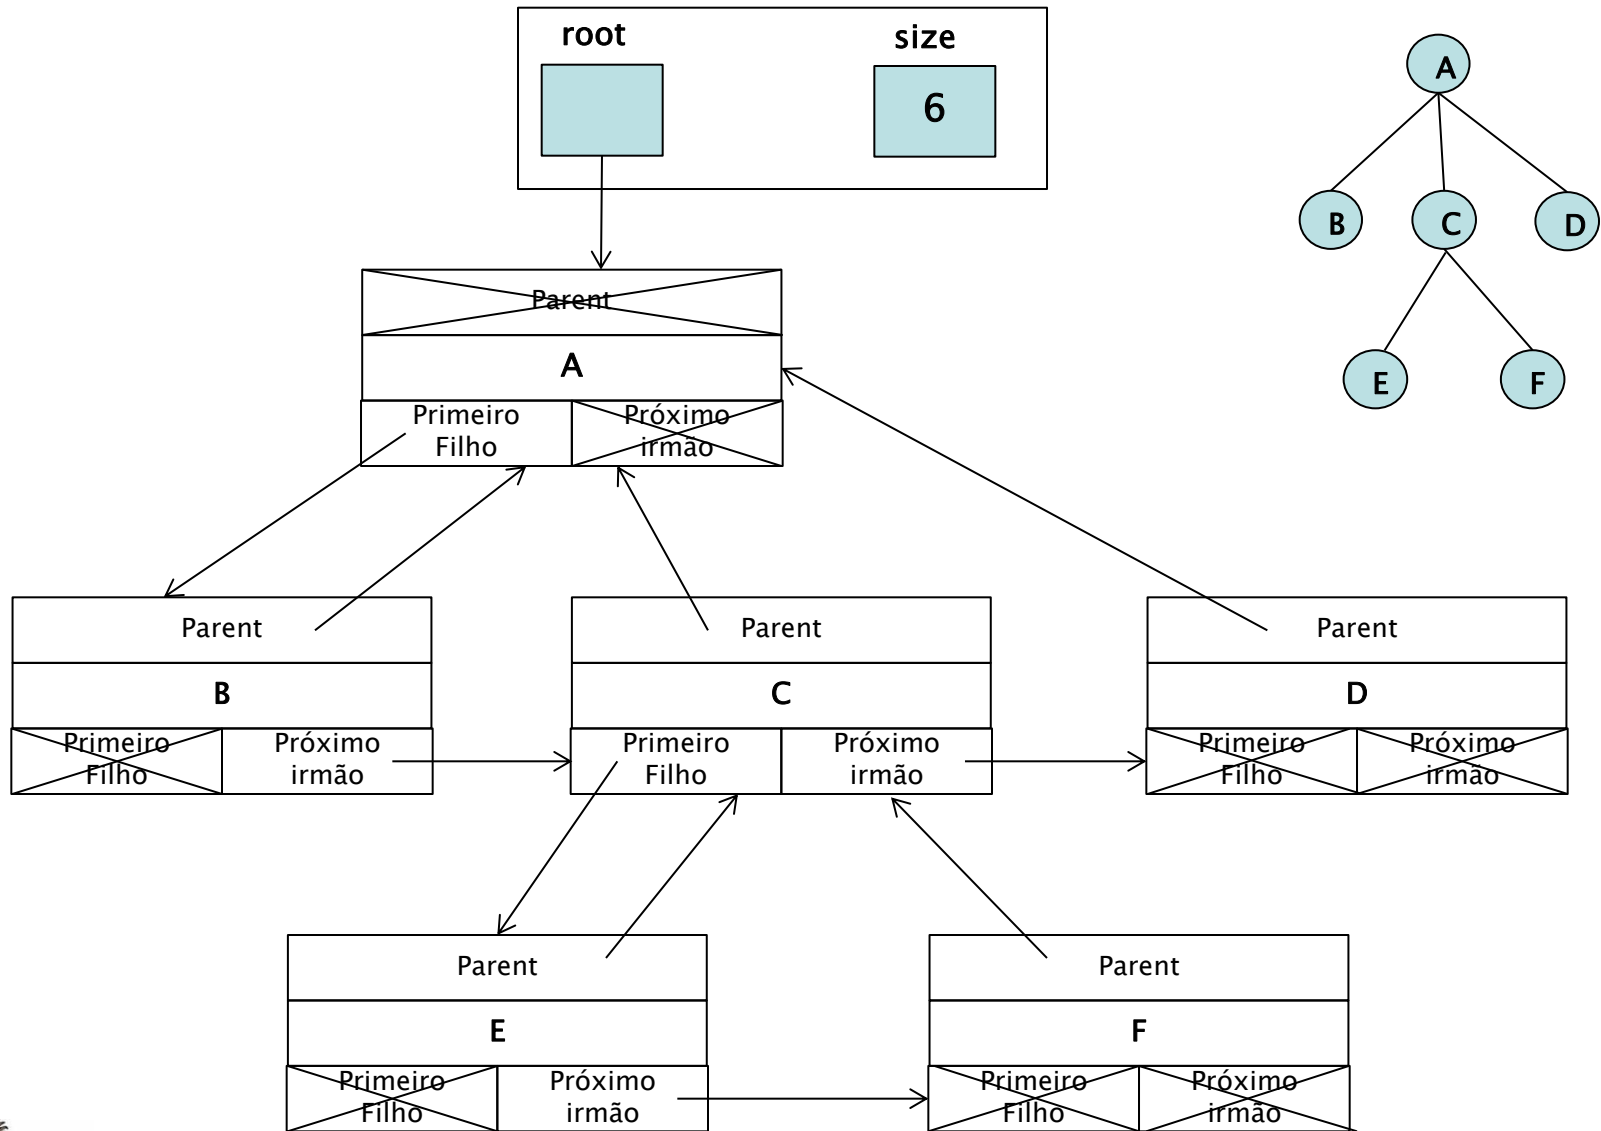 root
size
6
A
B
C
D
E
F
Parent
A
Primeiro
Filho
Próximo
irmão
Parent
B
Primeiro
Filho
Próximo
irmão
Parent
C
Primeiro
Filho
Próximo
irmão
Parent
D
Primeiro
Filho
Próximo
irmão
Parent
E
Primeiro
Filho
Próximo
irmão
Parent
F
Primeiro
Filho
Próximo
irmão